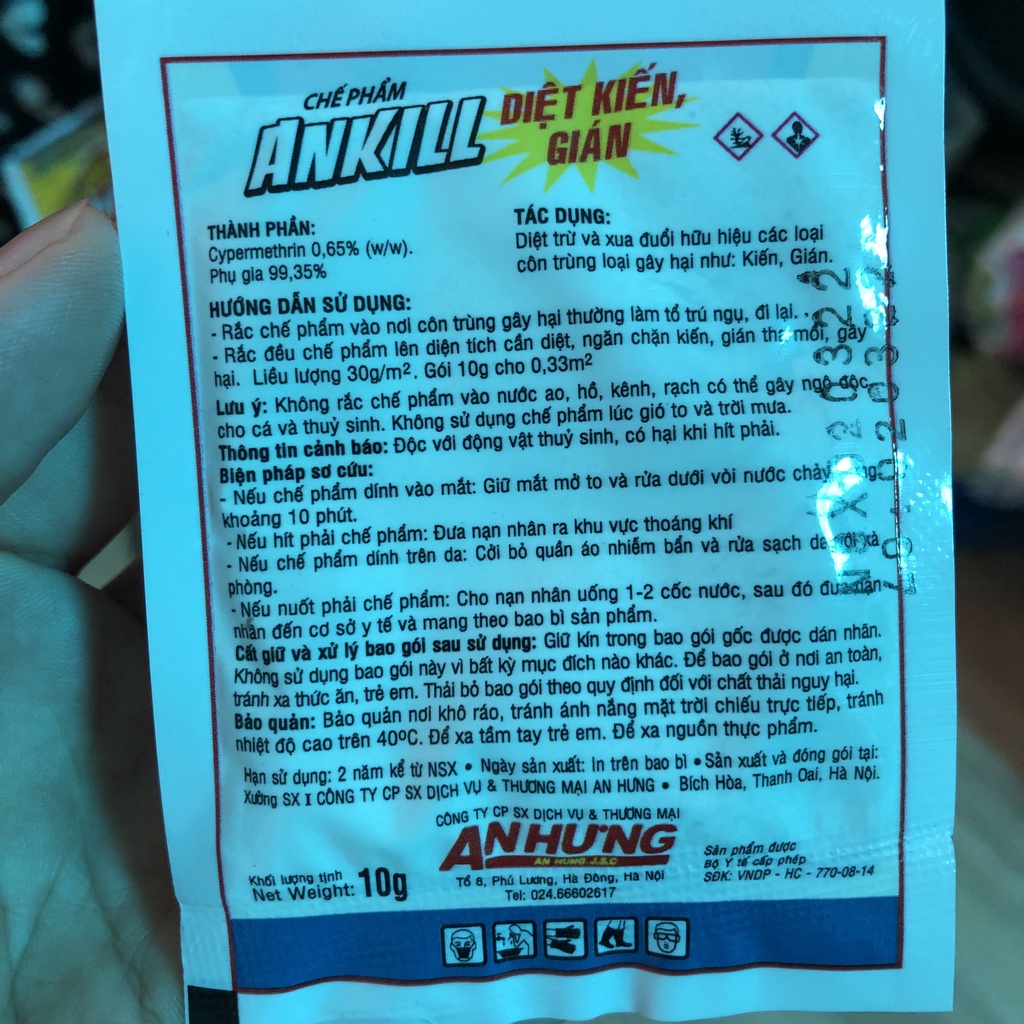 CHẾ PHẨM
ANKILL
DIỆT KIẾN,
GIÁN
THÀNH PHẦN:
Cypermethrin 0,65% (w/w).
Phụ gia 99,35%
TÁC DỤNG:
Diệt trừ và xua đuổi hữu hiệu các loại
côn trùng loại gây hại như: Kiến, Gián.
HƯỚNG DẪN SỬ DỤNG:
- Rắc chế phẩm vào nơi côn trùng gây hại thường làm tổ trú ngụ, đi lại.
- Rắc đều chế phẩm lên diện tích cần diệt, ngăn chặn kiến, gián tha mồi, gây
hại. Liều lượng 30g/m². Gói 10g cho 0,33m²
Lưu ý: Không rắc chế phẩm vào nước ao, hồ, kênh, rạch có thể gây ngộ độc
cho cá và thuỷ sinh. Không sử dụng chế phẩm lúc gió to và trời mưa.
Thông tin cảnh báo: Độc với động vật thuỷ sinh, có hại khi hít phải.
Biện pháp sơ cứu:
- Nếu chế phẩm dính vào mắt: Giữ mắt mở to và rửa dưới vòi nước chảy
khoảng 10 phút.
- Nếu hít phải chế phẩm: Đưa nạn nhân ra khu vực thoáng khí
- Nếu chế phẩm dính trên da: Cởi bỏ quần áo nhiễm bẩn và rửa sạch da xà
phòng.
- Nếu nuốt phải chế phẩm: Cho nạn nhân uống 1-2 cốc nước, sau đó đưa nạn
nhân đến cơ sở y tế và mang theo bao bì sản phẩm.
Cất giữ và xử lý bao gói sau sử dụng: Giữ kín trong bao gói gốc được dán nhãn.
Không sử dụng bao gói này vì bất kỳ mục đích nào khác. Để bao gói ở nơi an toàn,
tránh xa thức ăn, trẻ em. Thải bỏ bao gói theo quy định đối với chất thải nguy hại.
Bảo quản: Bảo quản nơi khô ráo, tránh ánh nắng mặt trời chiếu trực tiếp, tránh
nhiệt độ cao trên 40ºC. Để xa tầm tay trẻ em. Để xa nguồn thực phẩm.
Hạn sử dụng: 2 năm kể từ NSX • Ngày sản xuất: In trên bao bì • Sản xuất và đóng gói tại:
Xưởng SX I CÔNG TY CP SX DỊCH VỤ & THƯƠNG MẠI AN HƯNG • Bích Hòa, Thanh Oai, Hà Nội.
CÔNG TY CP SX DỊCH VỤ & THƯƠNG MẠI
AN HƯNG
AN HUNG J.S.C
Tổ 8, Phú Lương, Hà Đông, Hà Nội
Tel: 024.66602617
Khối lượng tịnh
Net Weight: 10g
Sản phẩm được
Bộ Y tế cấp phép
SĐK: VNDP - HC - 770-08-14